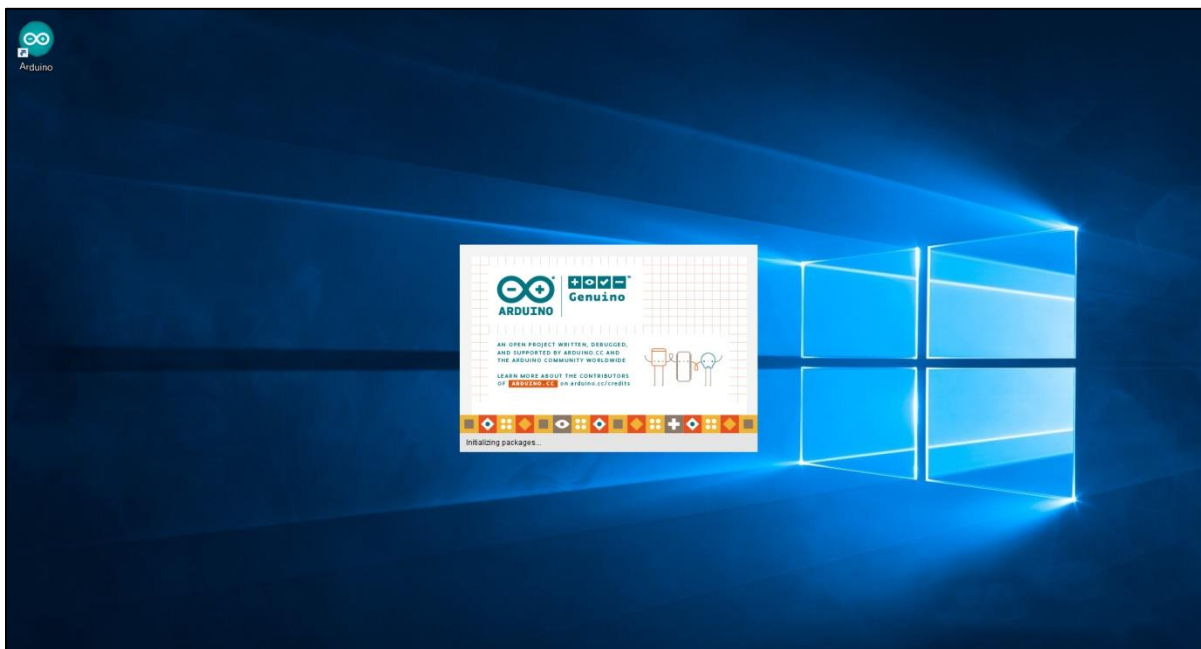 Arduino
ARDUINO
Genuino
AN OPEN PROJECT WRITTEN, DEBUGGED,
AND SUPPORTED BY ARDUINO.CC AND
THE ARDUINO COMMUNITY WORLDWIDE
LEARN MORE ABOUT THE CONTRIBUTORS
OF ARDUINO.CC on arduino.cc/credits
Initializing packages...